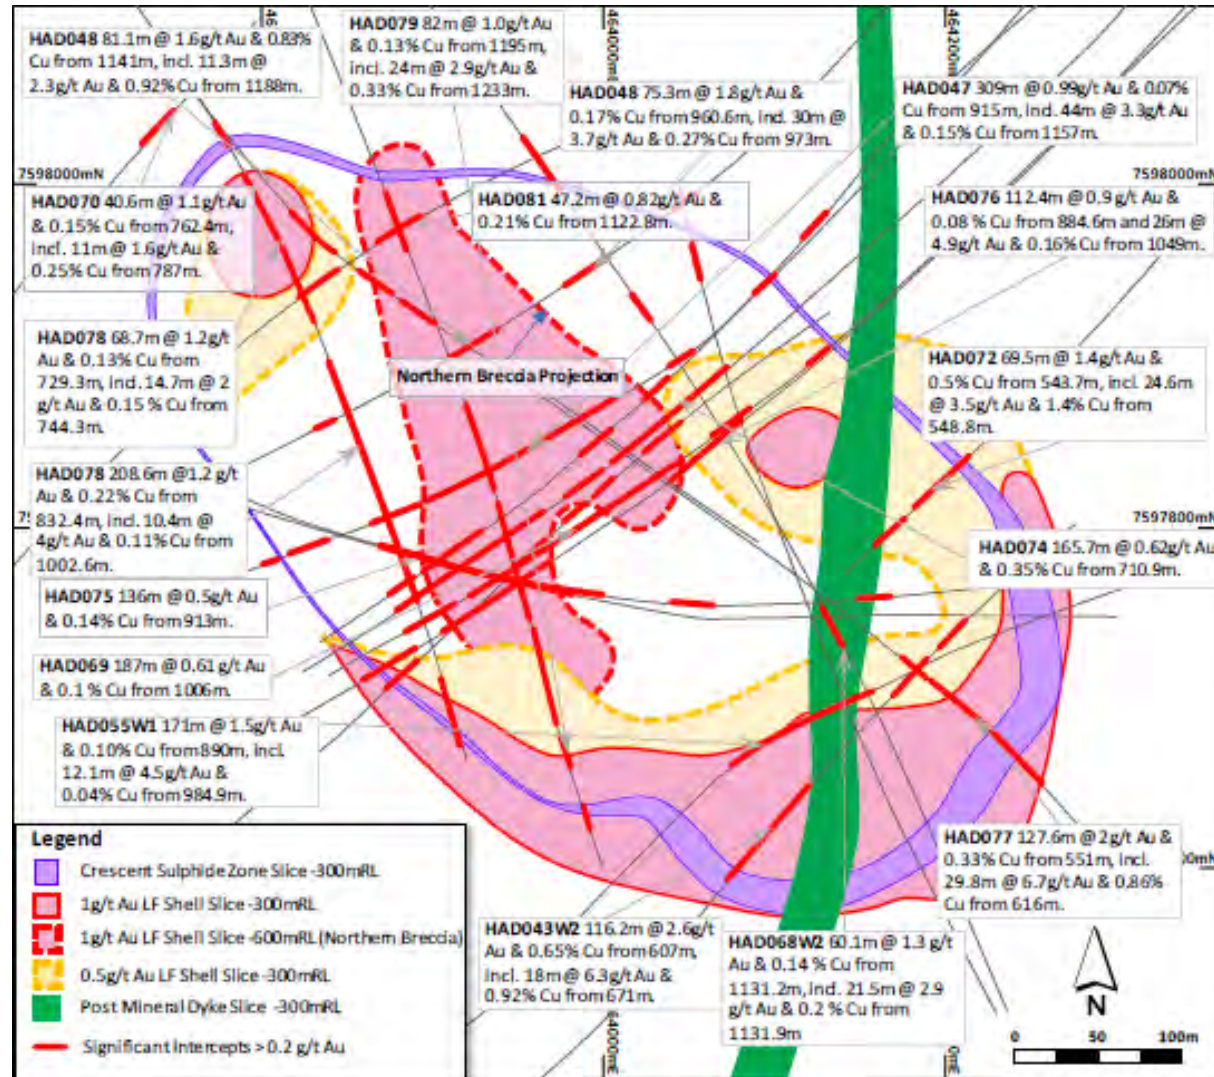 46
464000mE
464200mE
HAD048 81.1m @ 1.6g/t Au & 0.83%
Cu from 1141m, incl. 11.3m @
2.3g/t Au & 0.92% Cu from 1188m.
HAD079 82m @ 1.0g/t Au
& 0.13% Cu from 1195m,
incl. 24m @ 2.9g/t Au &
0.33% Cu from 1233m.
HAD048 75.3m @ 1.8g/t Au &
0.17% Cu from 960.6m, incl. 30m @
3.7g/t Au & 0.27% Cu from 973m.
HAD047 309m @ 0.99g/t Au & 0.07%
Cu from 915m, incl. 44m @ 3.3g/t Au
& 0.15% Cu from 1157m.
7598000mN
7598000mN
HAD070 40.6m @ 1.1g/t Au
& 0.15% Cu from 762.4m,
incl. 11m @ 1.6g/t Au &
0.25% Cu from 787m.
HAD081 47.2m @ 0.82g/t Au &
0.21% Cu from 1122.8m.
HAD076 112.4m @ 0.9 g/t Au &
0.08 % Cu from 884.6m and 26m @
4.9g/t Au & 0.16% Cu from 1049m.
HAD078 68.7m @ 1.2g/t
Au & 0.13% Cu from
729.3m, incl. 14.7m @ 2
g/t Au & 0.15 % Cu from
744.3m.
Northern Breccia Projection
HAD072 69.5m @ 1.4g/t Au &
0.5% Cu from 543.7m, incl. 24.6m
@ 3.5g/t Au & 1.4% Cu from
548.8m.
HAD078 208.6m @1.2 g/t
Au & 0.22% Cu from
832.4m, incl. 10.4m @
4g/t Au & 0.11% Cu from
1002.6m.
75
7597800mN
HAD074 165.7m @ 0.62g/t Au
& 0.35% Cu from 710.9m.
HAD075 136m @ 0.5g/t Au
& 0.14% Cu from 913m.
HAD069 187m @ 0.61 g/t Au
& 0.1 % Cu from 1006m.
HAD055W1 171m @ 1.5g/t Au
& 0.10% Cu from 890m, incl.
12.1m @ 4.5g/t Au &
0.04% Cu from 984.9m.
HAD077 127.6m @ 2g/t Au &
0.33% Cu from 551m, incl.
29.8m @ 6.7g/t Au & 0.86%
Cu from 616m.
00mN
HAD043W2 116.2m @ 2.6g/t
Au & 0.65% Cu from 607m,
incl. 18m @ 6.3g/t Au &
0.92% Cu from 671m.
HAD068W2 60.1m @ 1.3 g/t
Au & 0.14 % Cu from
1131.2m, incl. 21.5m @ 2.9
g/t Au & 0.2 % Cu from
1131.9m
Legend
Crescent Sulphide Zone Slice -300mRL
1g/t Au LF Shell Slice -300mRL
1g/t Au LF Shell Slice -600mRL (Northern Breccia)
0.5g/t Au LF Shell Slice -300mRL
Post Mineral Dyke Slice -300mRL
Significant Intercepts > 0.2 g/t Au
64000mE
0mE
N
0 50 100m